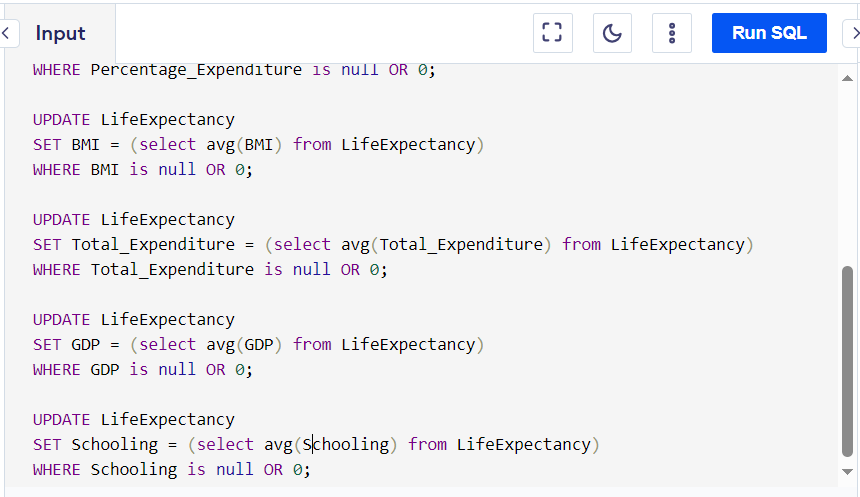 Input
Run SQL
WHERE Percentage_Expenditure is null OR 0;
UPDATE LifeExpectancy
SET BMI = (select avg(BMI) from LifeExpectancy)
WHERE BMI is null OR 0;
UPDATE LifeExpectancy
SET Total_Expenditure = (select avg(Total_Expenditure) from LifeExpectancy)
WHERE Total_Expenditure is null OR 0;
UPDATE LifeExpectancy
SET GDP = (select avg(GDP) from LifeExpectancy)
WHERE GDP is null OR 0;
UPDATE LifeExpectancy
SET Schooling = (select avg(Schooling) from LifeExpectancy)
WHERE Schooling is null OR 0;